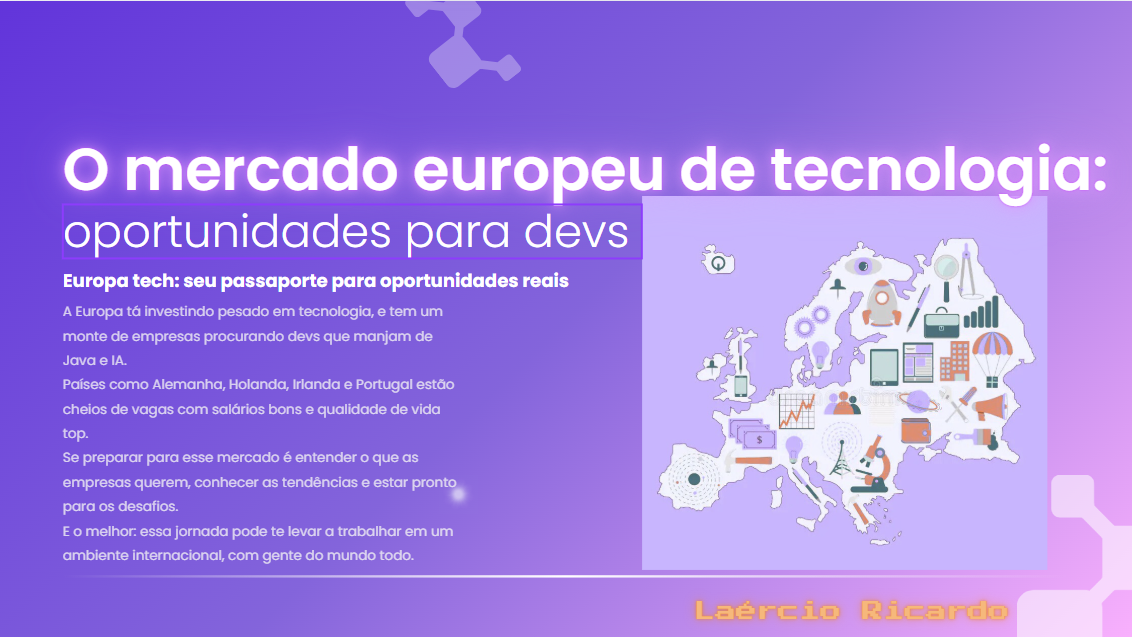 O mercado europeu de tecnologia:
oportunidades para devs
Europa tech: seu passaporte para oportunidades reais
A Europa tá investindo pesado em tecnologia, e tem um
monte de empresas procurando devs que manjam de
Java e IA.
Países como Alemanha, Holanda, Irlanda e Portugal estão
cheios de vagas com salários bons e qualidade de vida
top.
Se preparar para esse mercado é entender o que as
empresas querem, conhecer as tendências e estar pronto
para os desafios.
E o melhor: essa jornada pode te levar a trabalhar em um
ambiente internacional, com gente do mundo todo.
$
Laércio Ricardo